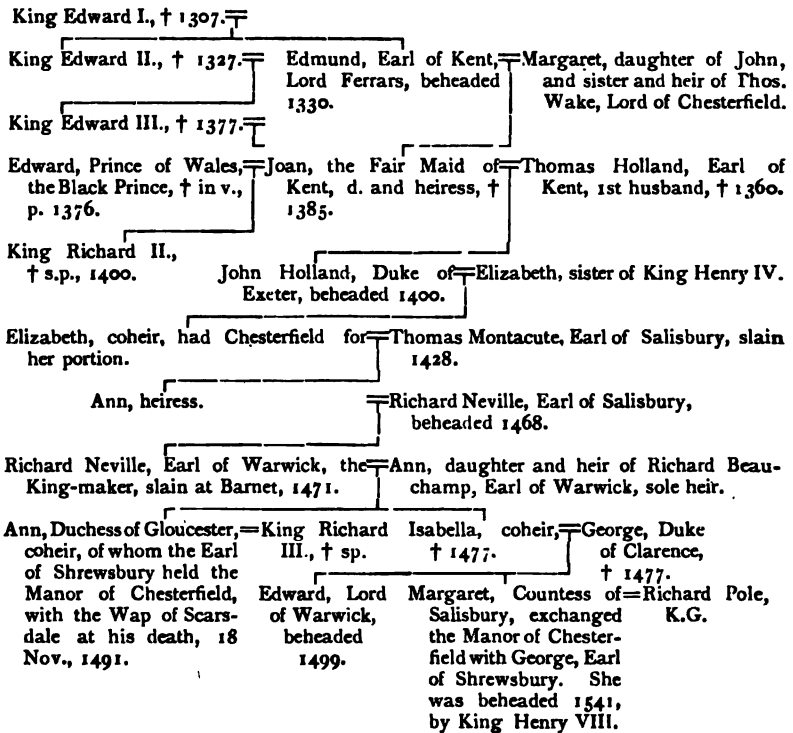 King Edward I., † 1307.
King Edward II., † 1327. Edmund, Earl of Kent, Margaret, daughter of John,
Lord Ferrars, beheaded and sister and heir of Thos.
1330. Wake, Lord of Chesterfield.
King Edward III., † 1377.
Edward, Prince of Wales, Joan, the Fair Maid of Thomas Holland, Earl of
the Black Prince, † in v., Kent, d. and heiress, † Kent, 1st husband, † 1360.
p. 1376. 1385.
King Richard II.,
† s.p., 1400. John Holland, Duke of Elizabeth, sister of King Henry IV.
Exeter, beheaded 1400.
Elizabeth, coheir, had Chesterfield for Thomas Montacute, Earl of Salisbury, slain
her portion. 1428.
Ann, heiress. Richard Neville, Earl of Salisbury,
beheaded 1468.
Richard Neville, Earl of Warwick, the Ann, daughter and heir of Richard Beau-
King-maker, slain at Barnet, 1471. champ, Earl of Warwick, sole heir.
Ann, Duchess of Gloucester, = King Richard Isabella, coheir, George, Duke
coheir, of whom the Earl III., † sp. † 1477. of Clarence,
of Shrewsbury held the † 1477.
Manor of Chesterfield, Edward, Lord Margaret, Countess of = Richard Pole,
with the Wap of Scars- of Warwick, Salisbury, exchanged K.G.
dale at his death, 18 beheaded the Manor of Chester-
Nov., 1491. 1499. field with George, Earl
of Shrewsbury. She
was beheaded 1541,
by King Henry VIII.